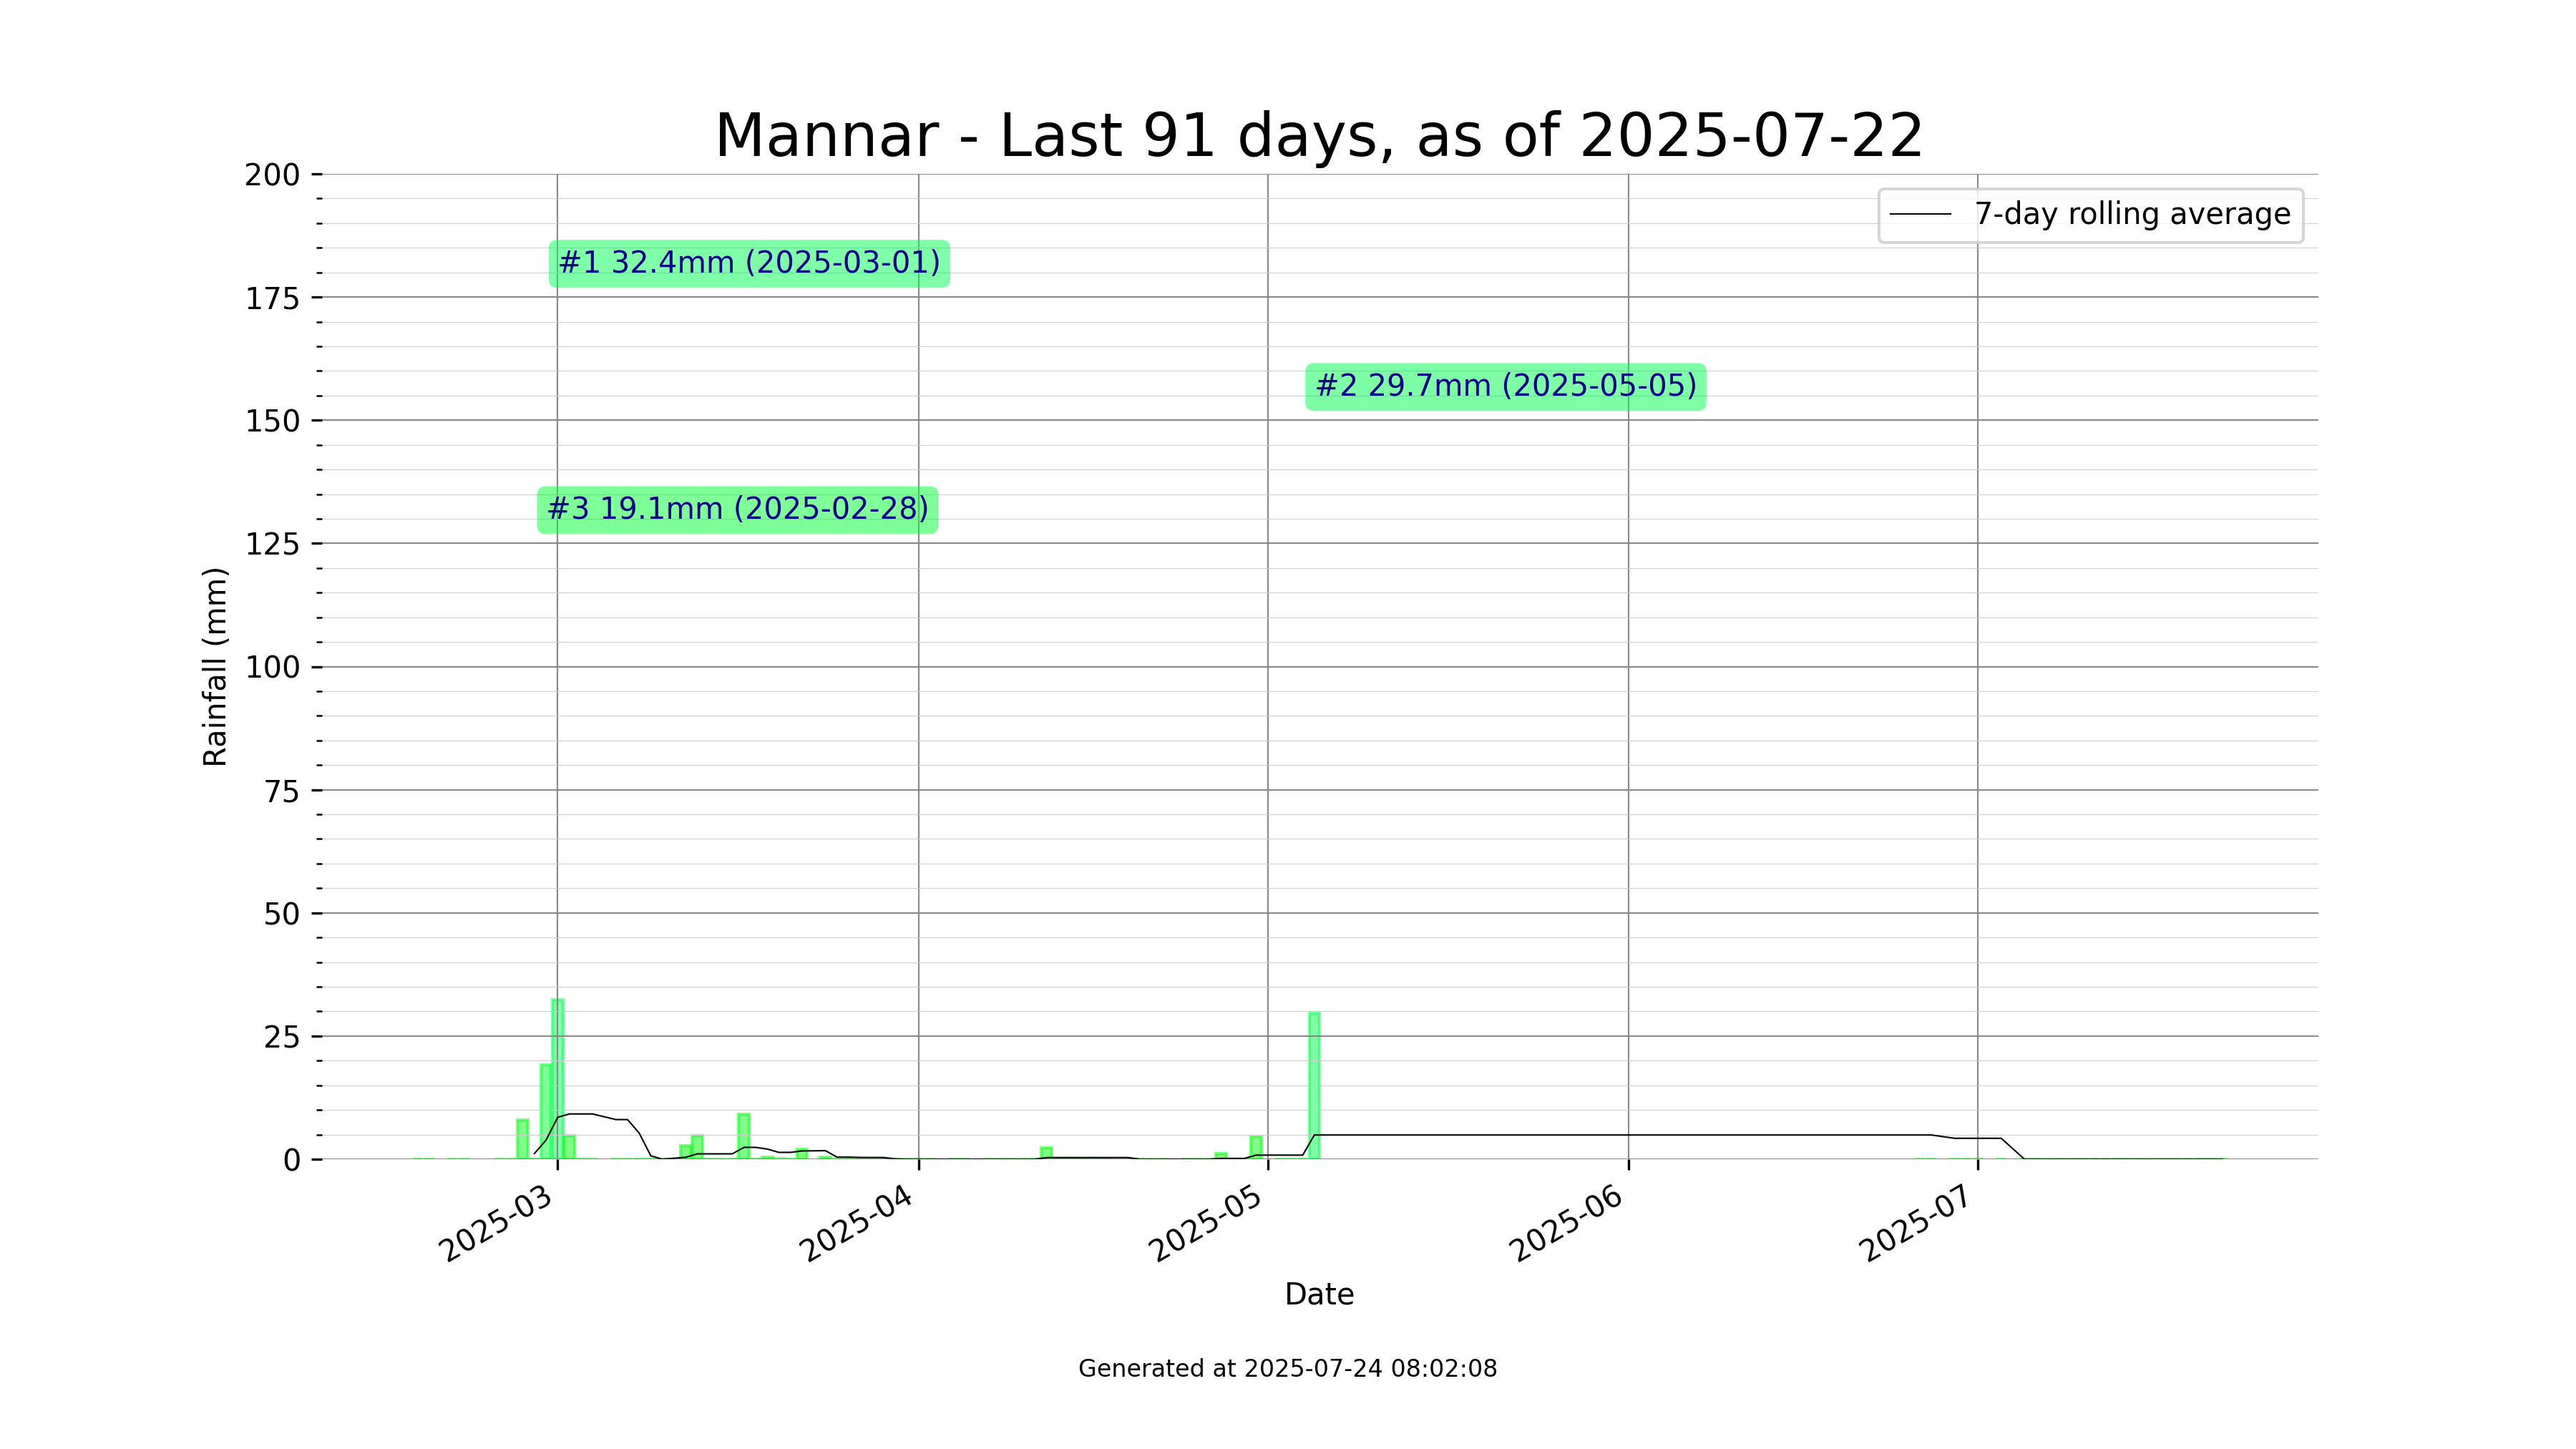 Mannar - Last 91 days, as of 2025-07-22
200
7-day rolling average
#1 32.4mm (2025-03-01)
175
#2 29.7mm (2025-05-05)
150
#3 19.1mm (2025-02-28)
125
Rainfall (mm)
100
75
50
25
0
2025-03
2025-04
2025-05
2025-06
2025-07
Date
Generated at 2025-07-24 08:02:08